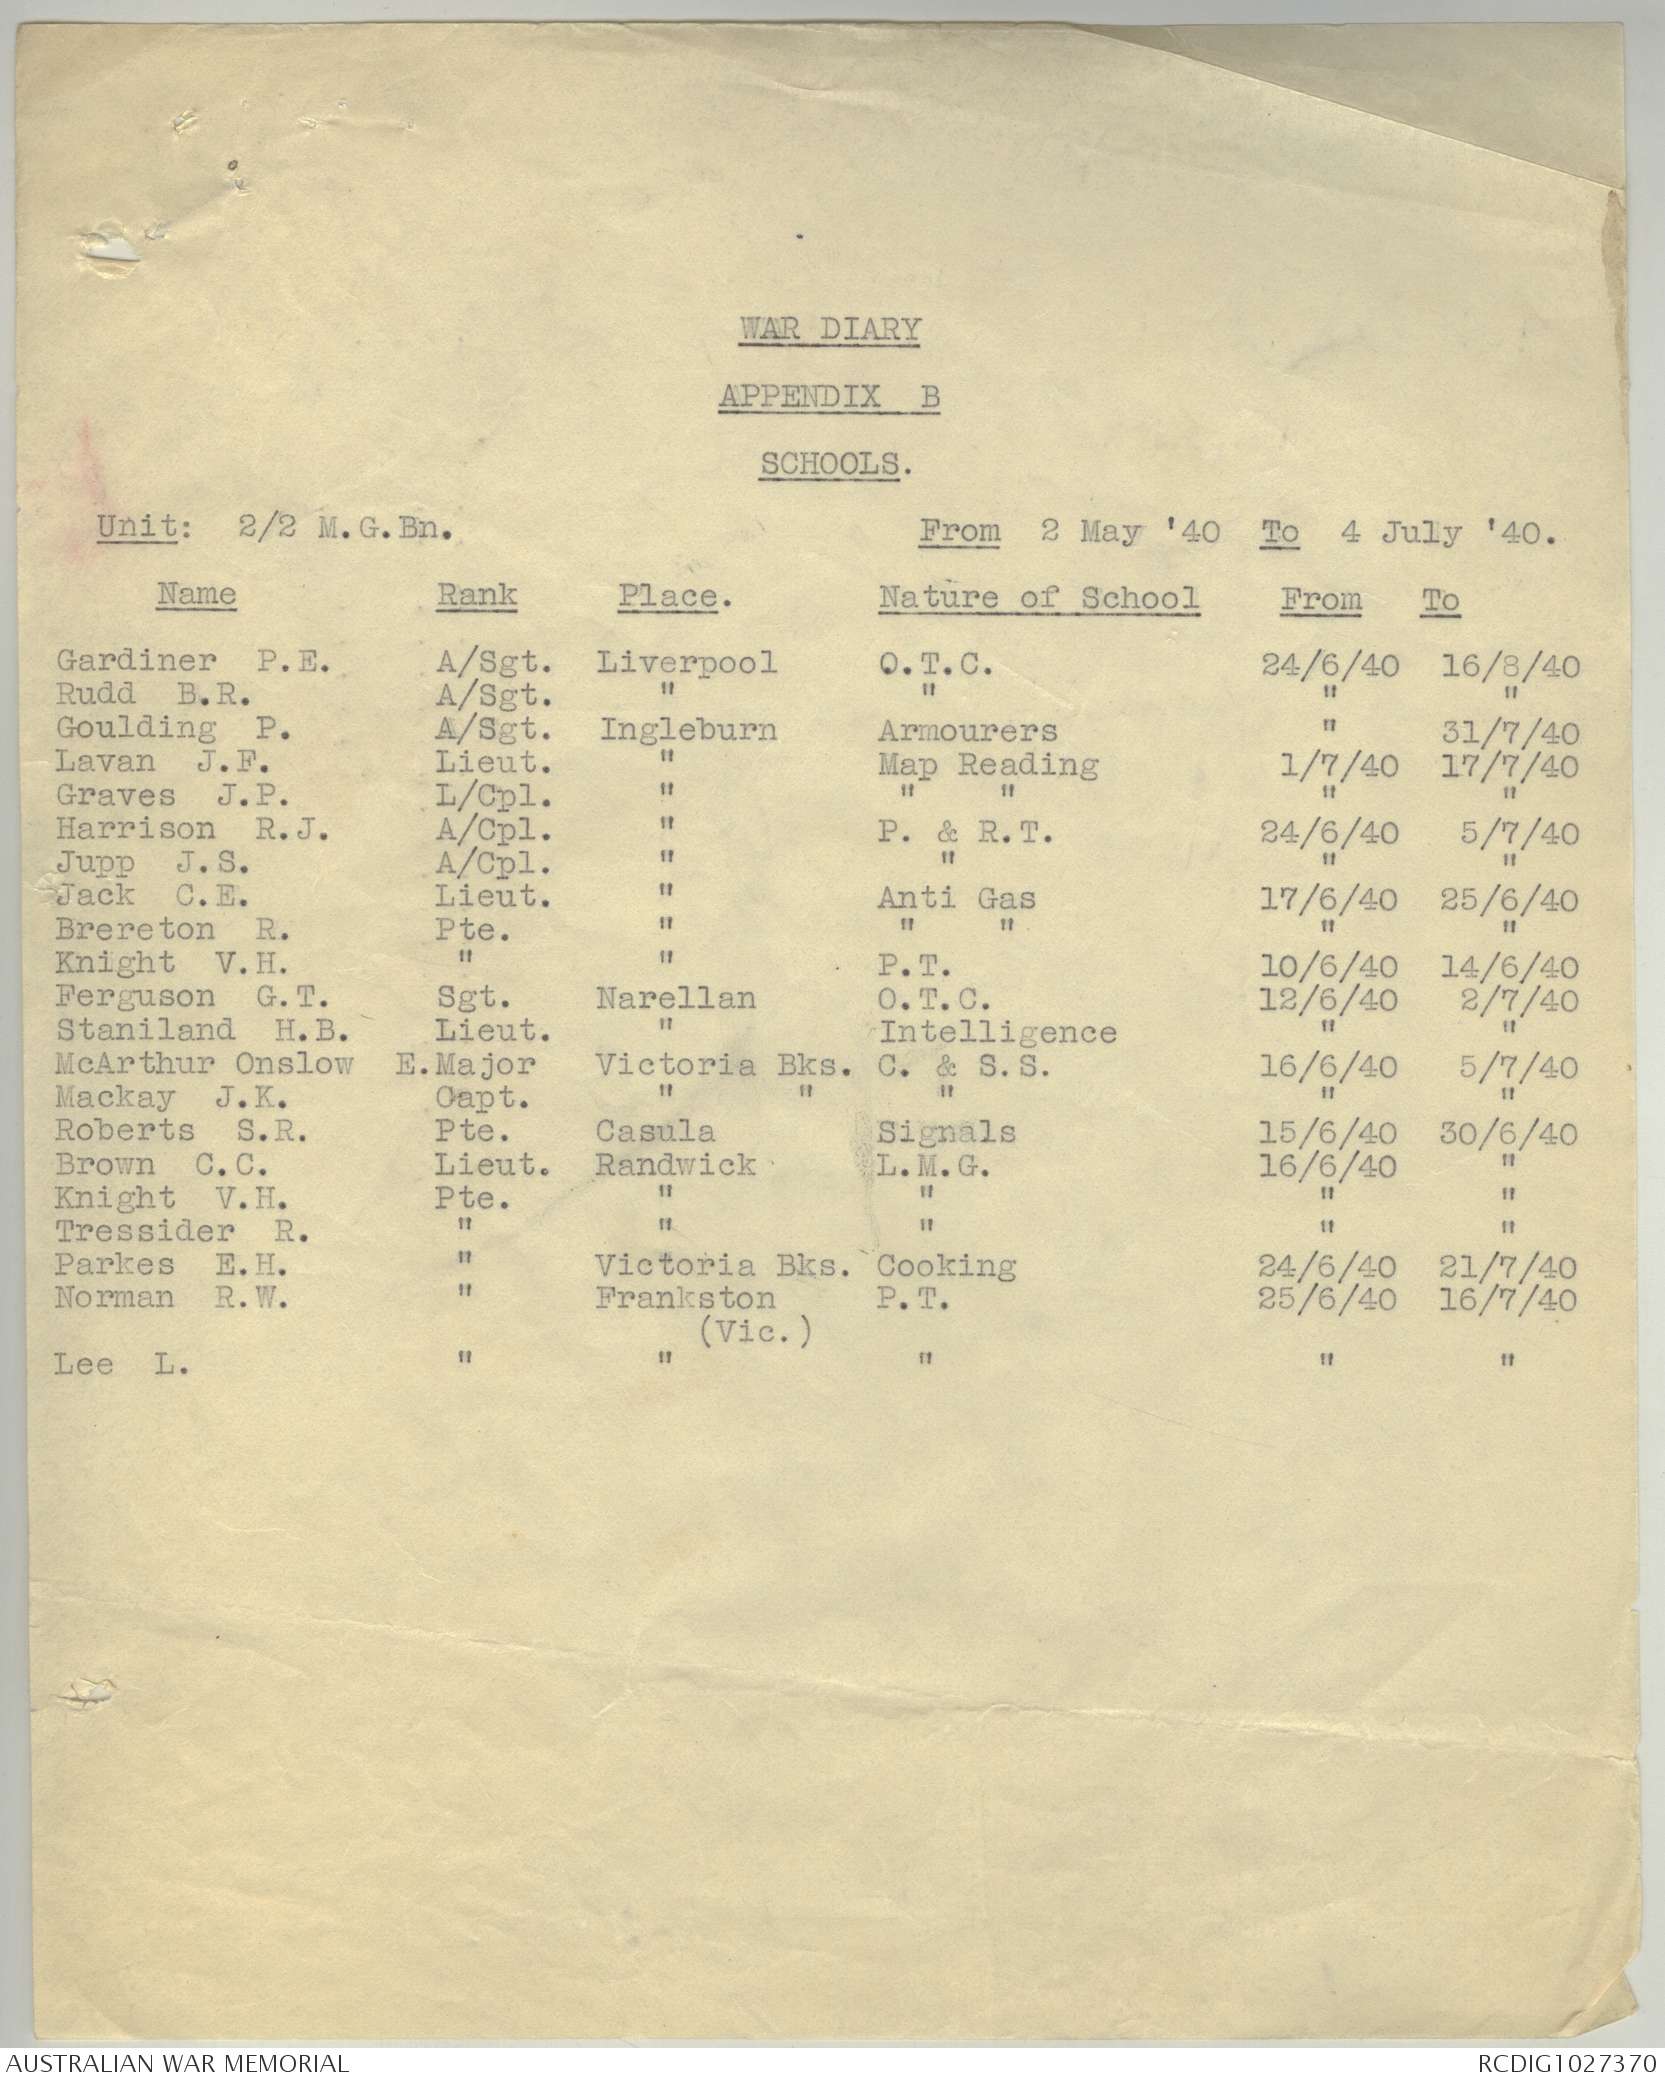 WAR DIARY
APPENDIX B
SCHOOLS.
Unit: 2/2 M.G.Bn. From 2 May '40 To 4 July '40.
Name Rank Place. Nature of School From To
Gardiner P.E. A/Sgt. Liverpool O.T.C. 24/6/40 16/8/40
Rudd B.R. A/Sgt. " " " "
Goulding P. A/Sgt. Ingleburn Armourers " 31/7/40
Lavan J.F. Lieut. " Map Reading 1/7/40 17/7/40
Graves J.P. L/Cpl. " " " " "
Harrison R.J. A/Cpl. " P. & R.T. 24/6/40 5/7/40
Jupp J.S. A/Cpl. " " " "
Jack C.E. Lieut. " Anti Gas 17/6/40 25/6/40
Brereton R. Pte. " " " " "
Knight V.H. " " P.T. 10/6/40 14/6/40
Ferguson G.T. Sgt. Narellan O.T.C. 12/6/40 2/7/40
Staniland H.B. Lieut. " Intelligence " "
McArthur Onslow E.Major Victoria Bks. C. & S.S. 16/6/40 5/7/40
Mackay J.K. Capt. " " " " "
Roberts S.R. Pte. Casula Signals 15/6/40 30/6/40
Brown C.C. Lieut. Randwick L.M.G. 16/6/40 "
Knight V.H. Pte. " " " "
Tressider R. " " " " "
Parkes E.H. " Victoria Bks. Cooking 24/6/40 21/7/40
Norman R.W. " Frankston P.T. 25/6/40 16/7/40
(Vic.)
Lee L. " " " " "
AUSTRALIAN WAR MEMORIAL RCDIG1027370